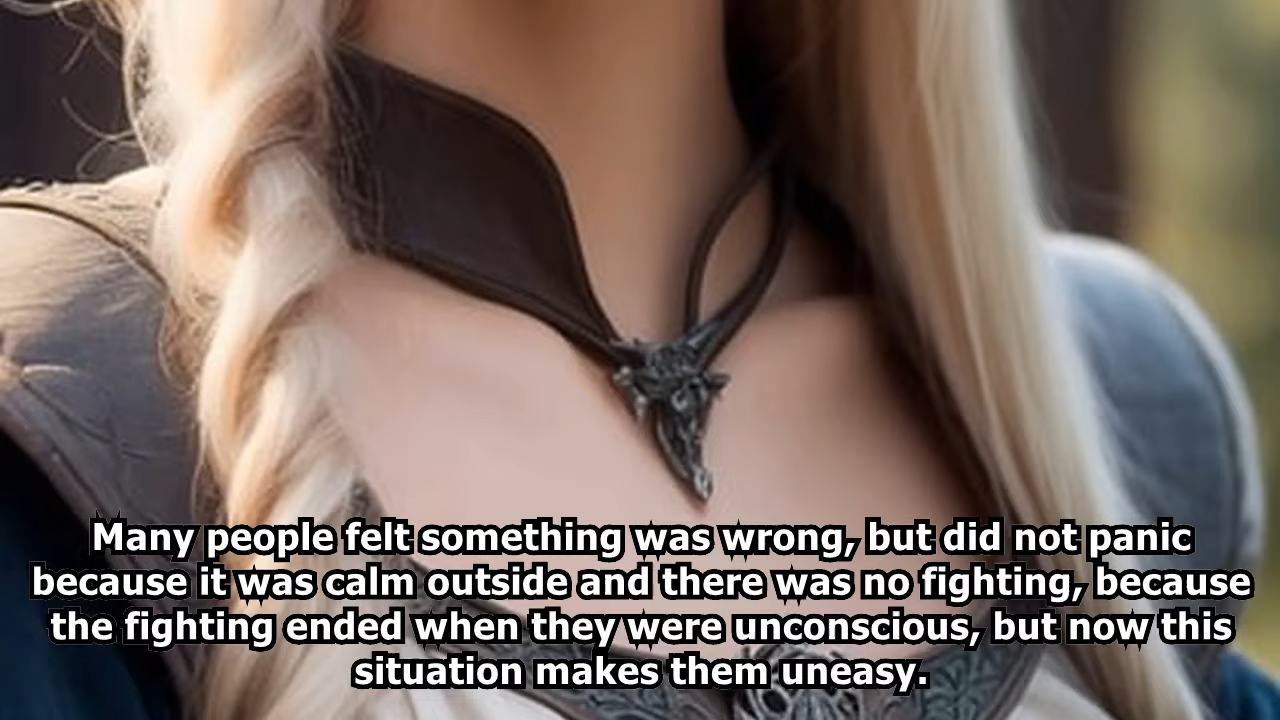 Many people felt something was wrong, but did not panic
because it was calm outside and there was no fighting, because
the fighting ended when they were unconscious, but now this
situation makes them uneasy.